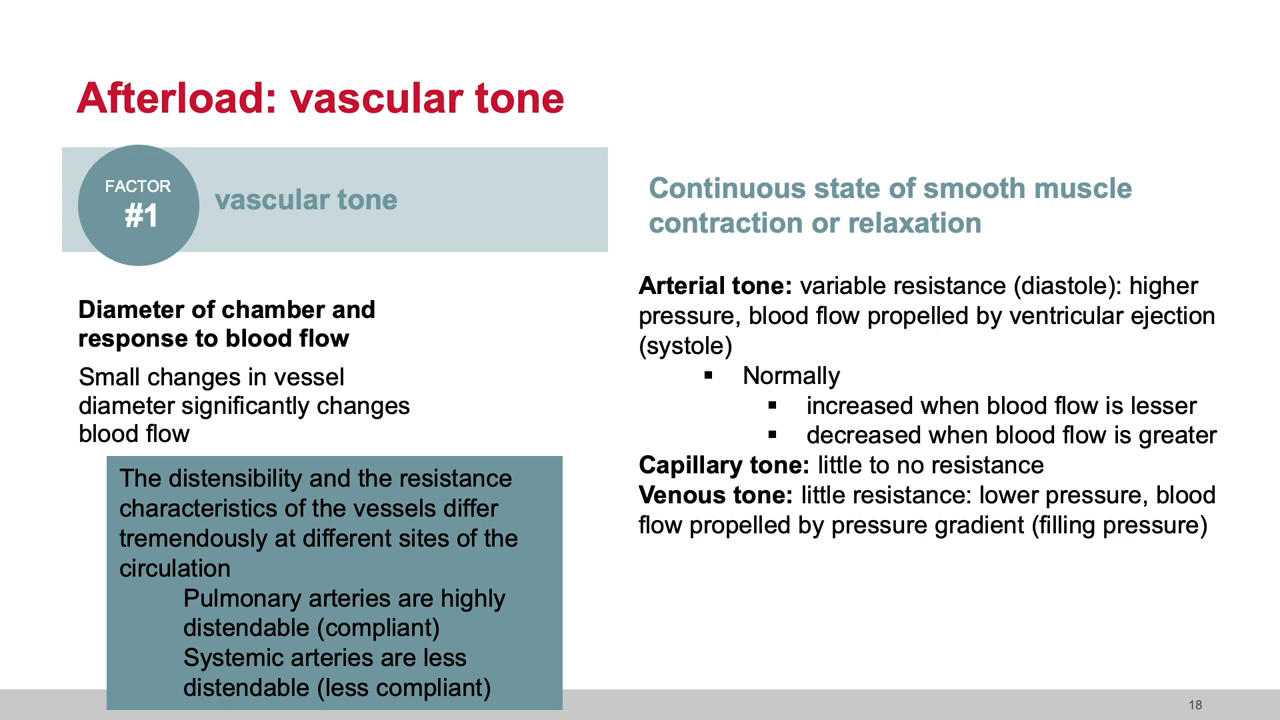 Afterload: vascular tone
FACTOR
#1
vascular tone
Diameter of chamber and
response to blood flow
Small changes in vessel
diameter significantly changes
blood flow
The distensibility and the resistance
characteristics of the vessels differ
tremendously at different sites of the
circulation
Pulmonary arteries are highly
distendable (compliant)
Systemic arteries are less
distendable (less compliant)
Continuous state of smooth muscle
contraction or relaxation
Arterial tone: variable resistance (diastole): higher
pressure, blood flow propelled by ventricular ejection
(systole)
▪ Normally
▪ increased when blood flow is lesser
▪ decreased when blood flow is greater
Capillary tone: little to no resistance
Venous tone: little resistance: lower pressure, blood
flow propelled by pressure gradient (filling pressure)
18